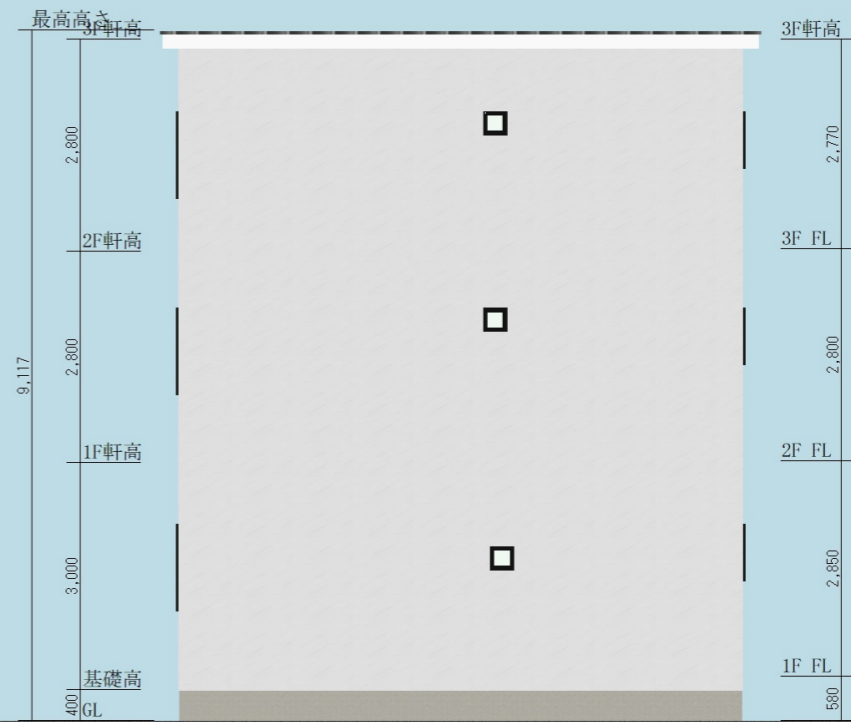 最高高さ
3F軒高
2,800
2F軒高
9,117
2,800
1F軒高
3,000
基礎高
400
GL
3F軒高
2,770
3F FL
2,800
2F FL
2,850
1F FL
580